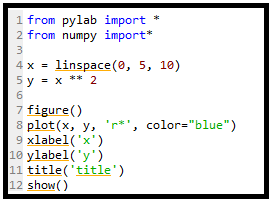 1 from pylab import *
2 from numpy import*
3
4 x = linspace(0, 5, 10)
5 y = x ** 2
6
7 figure()
8 plot(x, y, 'r*', color="blue")
9 xlabel('x')
10 ylabel('y')
11 title('title')
12 show()